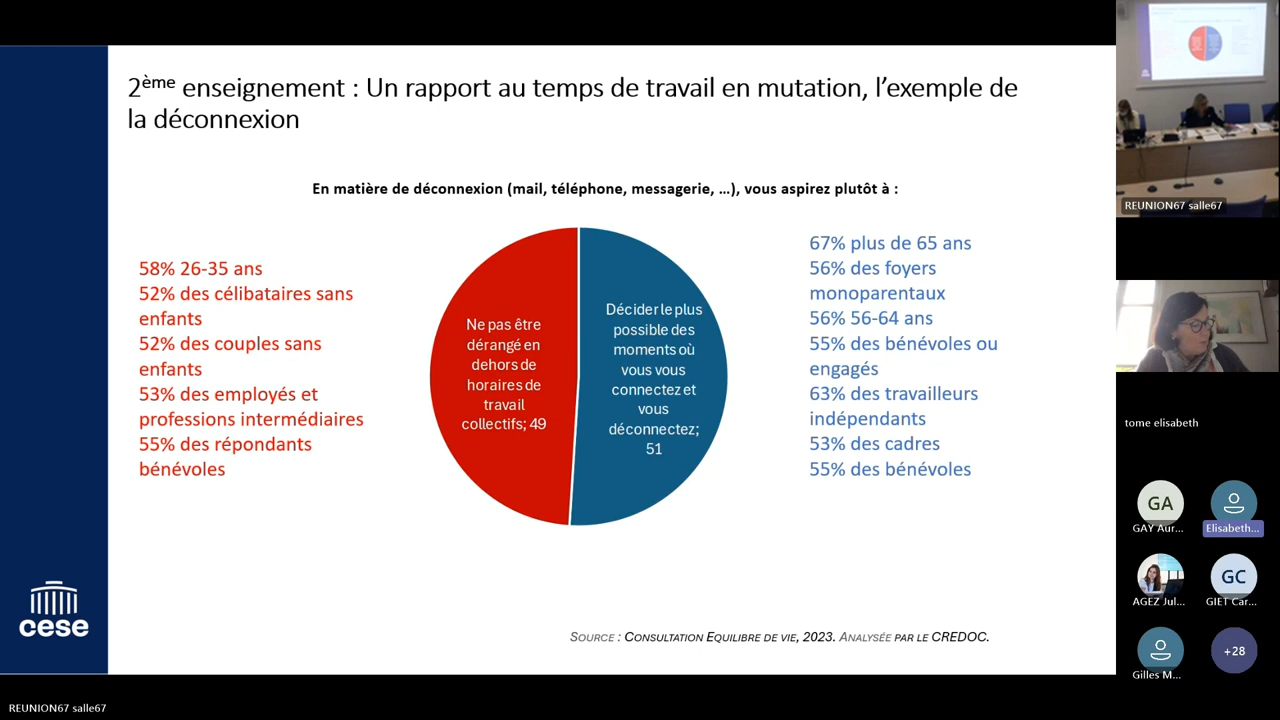 2ème enseignement : Un rapport au temps de travail en mutation, l’exemple de
la déconnexion
En matière de déconnexion (mail, téléphone, messagerie, …), vous aspirez plutôt à :
58% 26-35 ans
52% des célibataires sans
enfants
52% des couples sans
enfants
53% des employés et
professions intermédiaires
55% des répondants
bénévoles
Ne pas être
dérangé en
dehors de
horaires de
travail
collectifs; 49
Décider le plus
possible des
moments où
vous vous
connectez et
vous
déconnectez;
51
67% plus de 65 ans
56% des foyers
monoparentaux
56% 56-64 ans
55% des bénévoles ou
engagés
63% des travailleurs
indépendants
53% des cadres
55% des bénévoles
cese
Source : Consultation Equilibre de vie, 2023. Analysée par le CREDOC.
REUNION67 salle67
tome elisabeth
GA
GAY Aur...
Elisabeth...
AGEZ Jul...
GC
GIET Car...
Gilles M...
+28
REUNION67 salle67